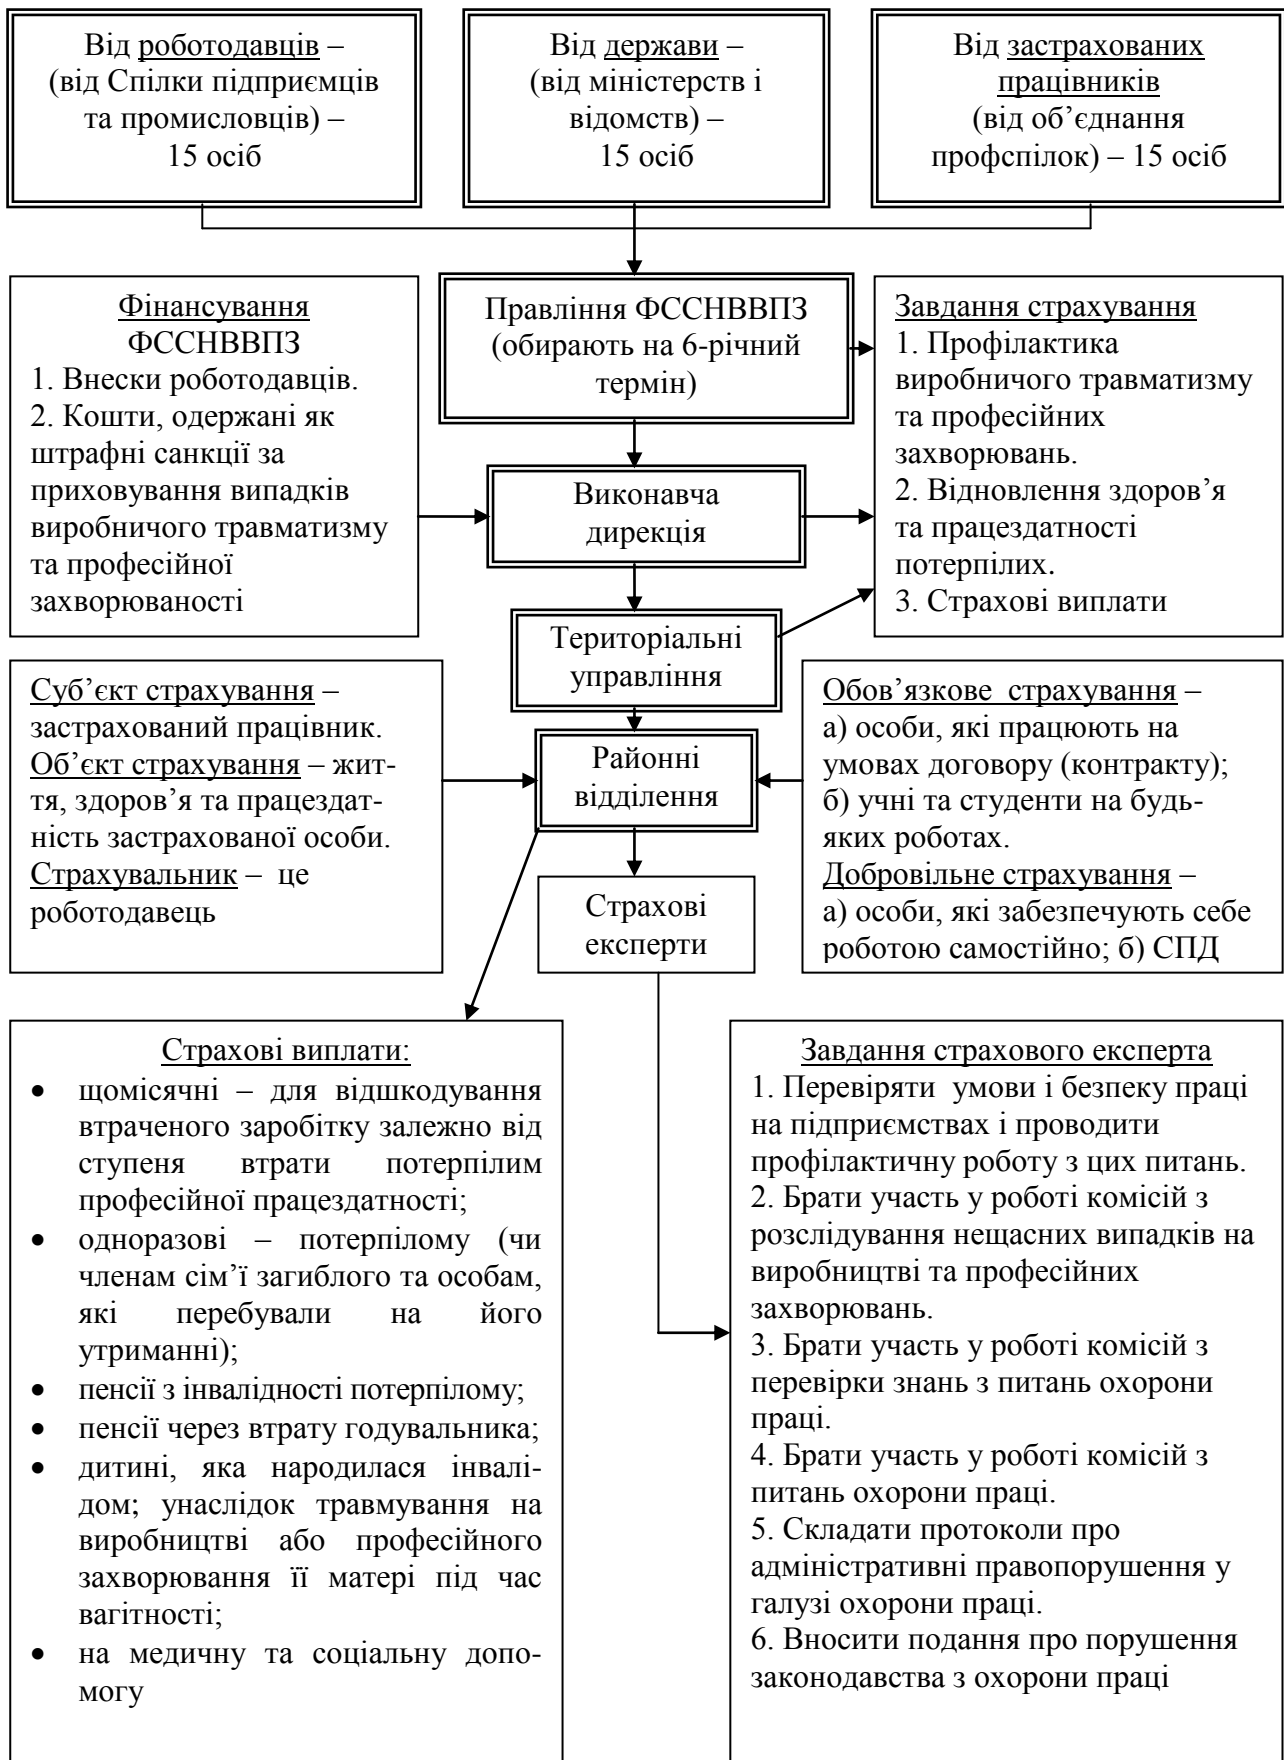 Від роботодавців –
(від Спілки підприємців
та промисловців) –
15 осіб
Від держави –
(від міністерств і
відомств) –
15 осіб
Від застрахованих
працівників
(від об’єднання
профспілок) – 15 осіб
Фінансування
ФССНВВПЗ
1. Внески роботодавців.
2. Кошти, одержані як
штрафні санкції за
приховування випадків
виробничого травматизму
та професійної
захворюваності
Правління ФССНВВПЗ
(обирають на 6-річний
термін)
Завдання страхування
1. Профілактика
виробничого травматизму
та професійних
захворювань.
2. Відновлення здоров’я
та працездатності
потерпілих.
3. Страхові виплати
Виконавча
дирекція
Територіальні
управління
Суб’єкт страхування –
застрахований працівник.
Об’єкт страхування – жит-
тя, здоров’я та працездат-
ність застрахованої особи.
Страхувальник – це
роботодавець
Районні
відділення
Обов’язкове страхування –
а) особи, які працюють на
умовах договору (контракту);
б) учні та студенти на будь-
яких роботах.
Добровільне страхування –
а) особи, які забезпечують себе
роботою самостійно; б) СПД
Страхові
експерти
Страхові виплати:
• щомісячні – для відшкодування
втраченого заробітку залежно від
ступеня втрати потерпілим
професійної працездатності;
• одноразові – потерпілому (чи
членам сім’ї загиблого та особам,
які перебували на його
утриманні);
• пенсії з інвалідності потерпілому;
• пенсії через втрату годувальника;
• дитині, яка народилася інвалі-
дом; унаслідок травмування на
виробництві або професійного
захворювання її матері під час
вагітності;
• на медичну та соціальну допо-
могу
Завдання страхового експерта
1. Перевіряти умови і безпеку праці
на підприємствах і проводити
профілактичну роботу з цих питань.
2. Брати участь у роботі комісій з
розслідування нещасних випадків на
виробництві та професійних
захворювань.
3. Брати участь у роботі комісій з
перевірки знань з питань охорони
праці.
4. Брати участь у роботі комісій з
питань охорони праці.
5. Складати протоколи про
адміністративні правопорушення у
галузі охорони праці.
6. Вносити подання про порушення
законодавства з охорони праці